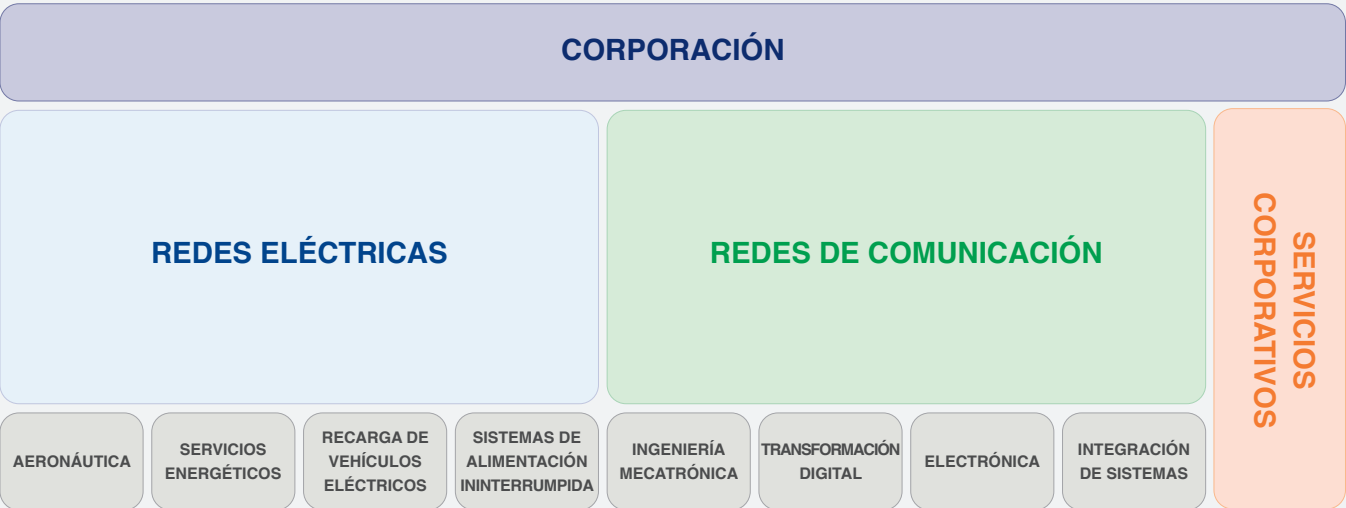 CORPORACIÓN
REDES ELÉCTRICAS
REDES DE COMUNICACIÓN
SERVICIOS
CORPORATIVOS
AERONÁUTICA
SERVICIOS
ENERGÉTICOS
RECARGA DE
VEHÍCULOS
ELÉCTRICOS
SISTEMAS DE
ALIMENTACIÓN
ININTERRUMPIDA
INGENIERÍA
MECATRÓNICA
TRANSFORMACIÓN
DIGITAL
ELECTRÓNICA
INTEGRACIÓN
DE SISTEMAS